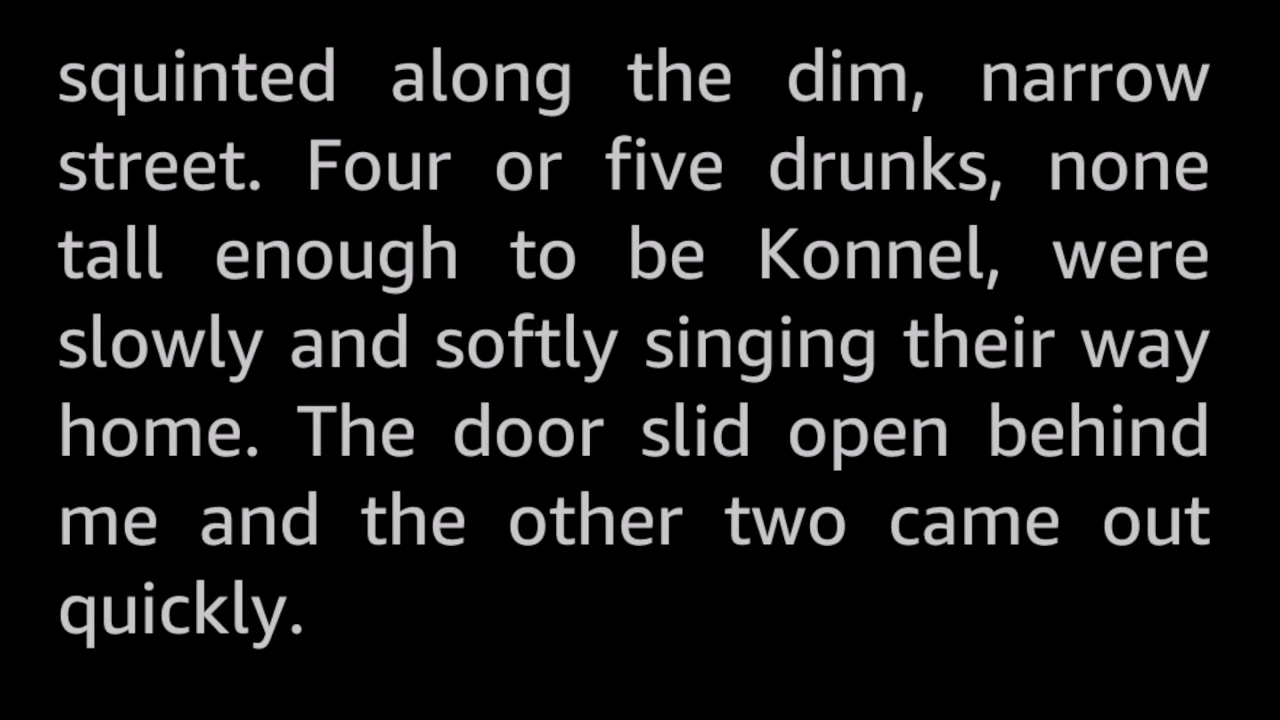 squinted along the dim, narrow
street. Four or five drunks, none
tall enough to be Konnel, were
slowly and softly singing their way
home. The door slid open behind
me and the other two came out
quickly.